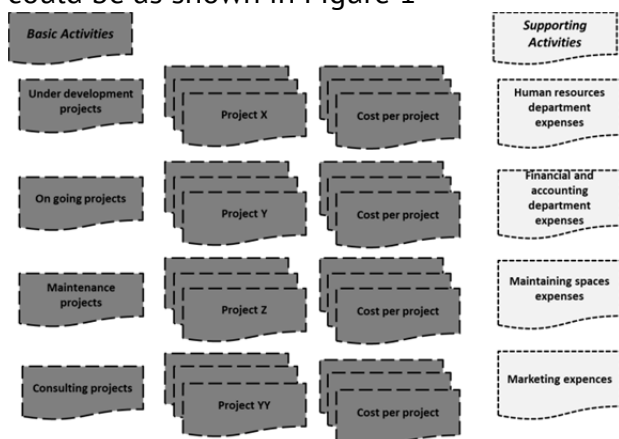 could be as shown in Figure 1
Basic Activities
Supporting
Activities
Under development
projects
Project X
Cost per project
Human resources
department
expenses
On going projects
Project Y
Cost per project
Financial and
accounting
department
expenses
Maintenance
projects
Project Z
Cost per project
Maintaining spaces
expenses
Consulting projects
Project YY
Cost per project
Marketing expences